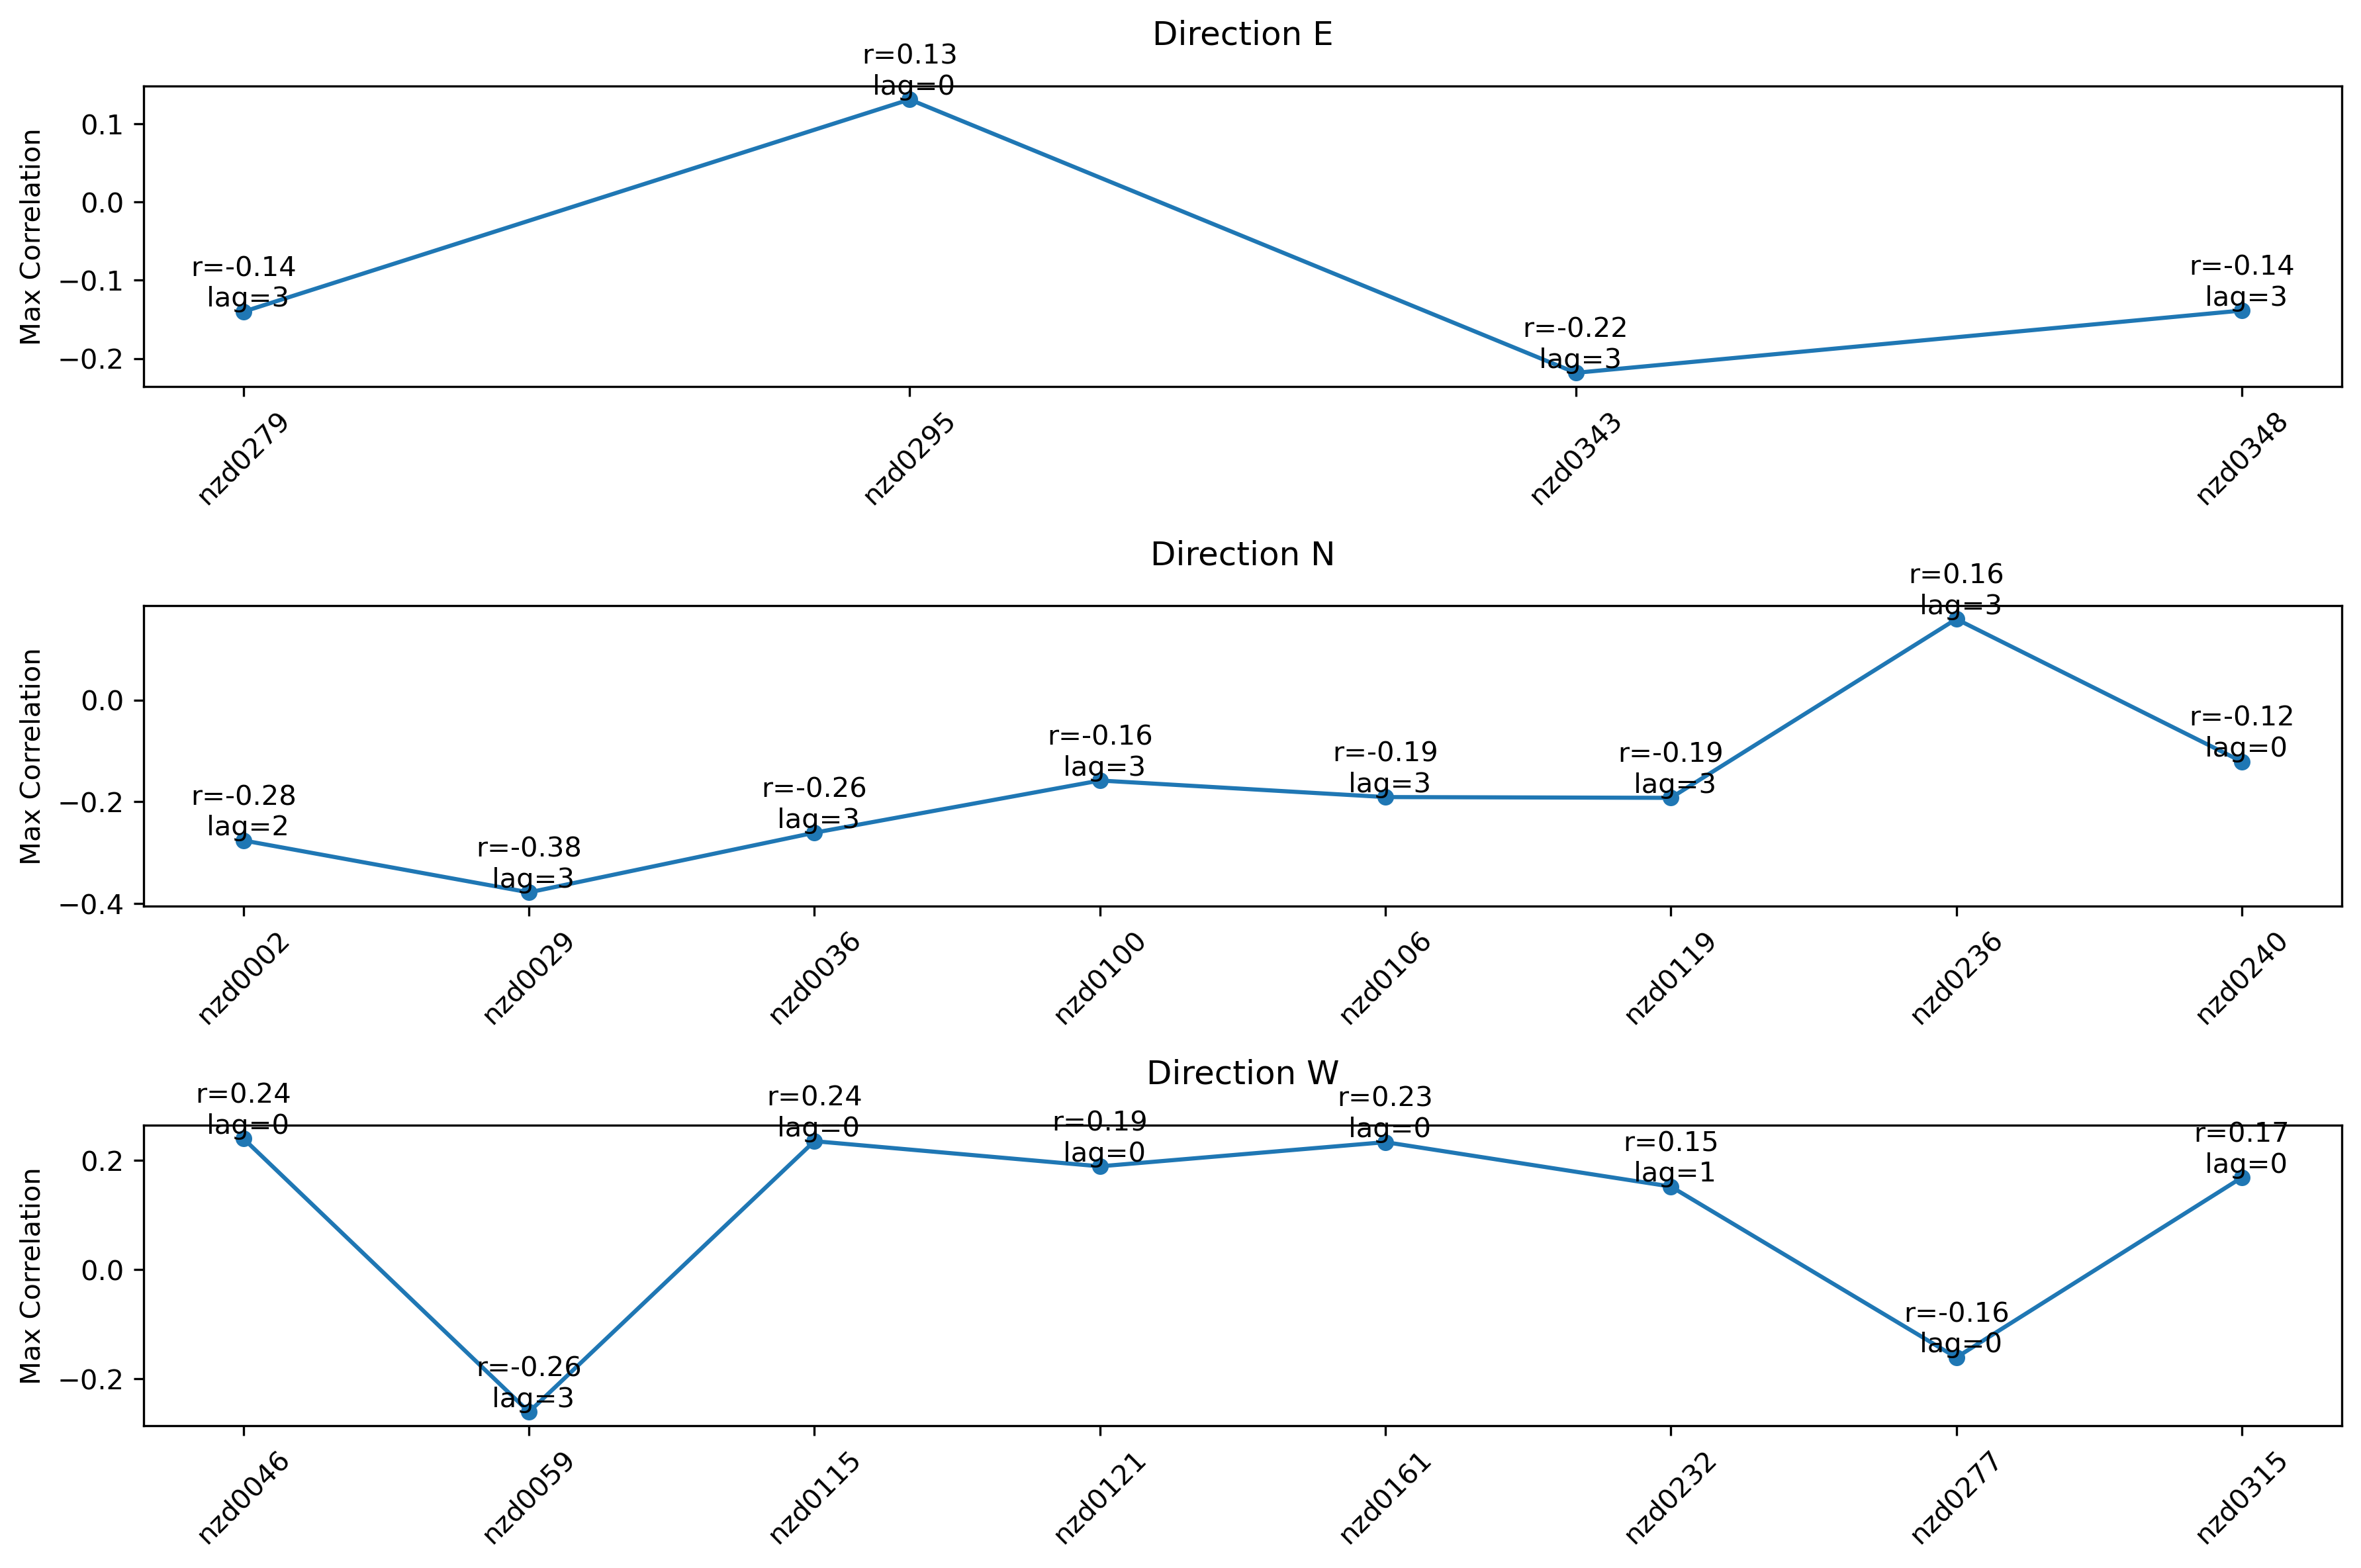 Direction E
r=0.13
lag=0
0.1
0.0
−0.1
−0.2
Max Correlation
r=-0.14
lag=3
r=-0.22
lag=3
r=-0.14
lag=3
nzd0279
nzd0295
nzd0343
nzd0348
Direction N
r=0.16
lag=3
0.0
−0.2
−0.4
Max Correlation
r=-0.28
lag=2
r=-0.38
lag=3
r=-0.26
lag=3
r=-0.16
lag=3
r=-0.19
lag=3
r=-0.19
lag=3
r=-0.12
lag=0
nzd0002
nzd0029
nzd0036
nzd0100
nzd0106
nzd0119
nzd0236
nzd0240
Direction W
0.2
0.0
−0.2
Max Correlation
r=0.24
lag=0
r=-0.26
lag=3
r=0.24
lag=0
r=0.19
lag=0
r=0.23
lag=0
r=0.15
lag=1
r=-0.16
lag=0
r=0.17
lag=0
nzd0046
nzd0059
nzd0115
nzd0121
nzd0161
nzd0232
nzd0277
nzd0315